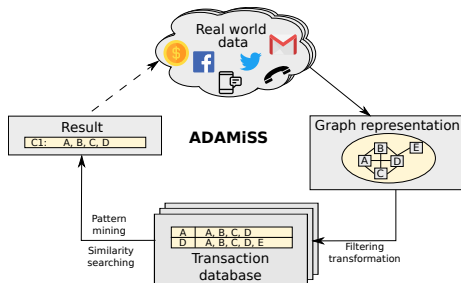 Real world
data
Result
C1: A, B, C, D
ADAMiSS
Graph representation
B
E
A
D
C
Pattern
mining
Similarity
searching
A A, B, C, D
D A, B, C, D, E
Transaction
database
Filtering
transformation